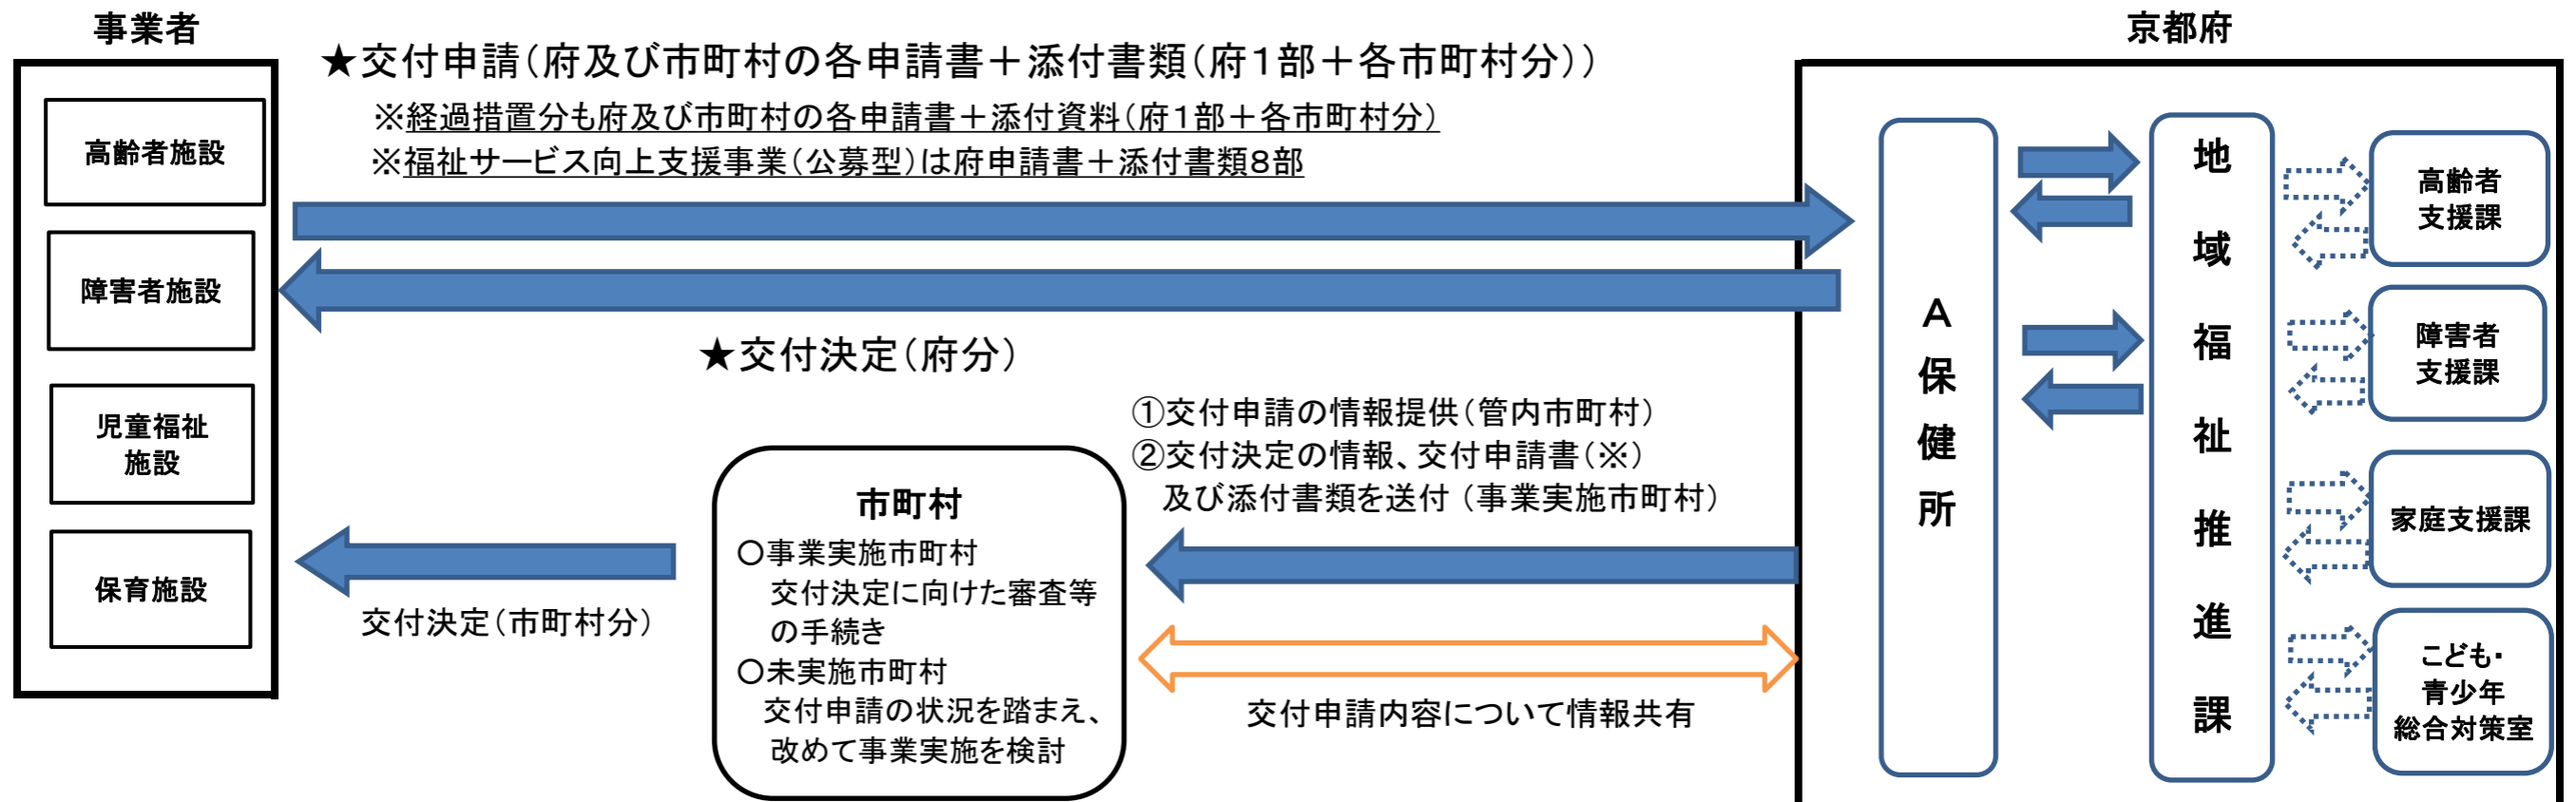 事業者
高齢者施設
障害者施設
児童福祉
施設
保育施設
★交付申請(府及び市町村の各申請書＋添付書類(府１部＋各市町村分))
※経過措置分も府及び市町村の各申請書＋添付資料(府１部＋各市町村分)
※福祉サービス向上支援事業(公募型)は府申請書＋添付書類８部
★交付決定(府分)
①交付申請の情報提供(管内市町村)
②交付決定の情報、交付申請書(※)
及び添付書類を送付 (事業実施市町村)
市町村
○事業実施市町村
交付決定に向けた審査等
の手続き
○未実施市町村
交付申請の状況を踏まえ、
改めて事業実施を検討
交付決定(市町村分)
交付申請内容について情報共有
京都府
Ａ保健所
地域福祉推進課
高齢者
支援課
障害者
支援課
家庭支援課
こども・
青少年
総合対策室